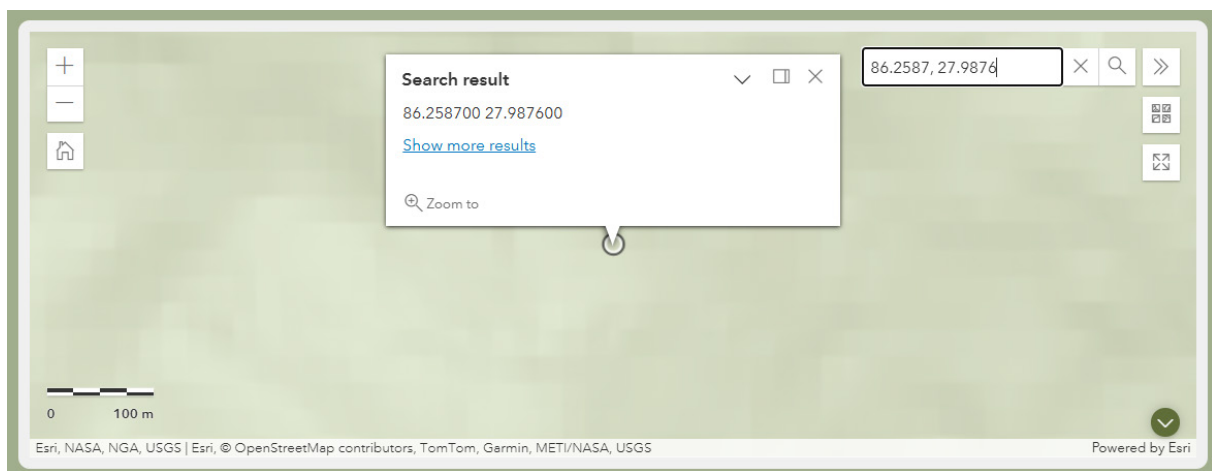 Search result
86.258700 27.987600
Show more results
Zoom to
86.2587, 27.9876
0 100 m
Esri, NASA, NGA, USGS | Esri, © OpenStreetMap contributors, TomTom, Garmin, METI/NASA, USGS
Powered by Esri